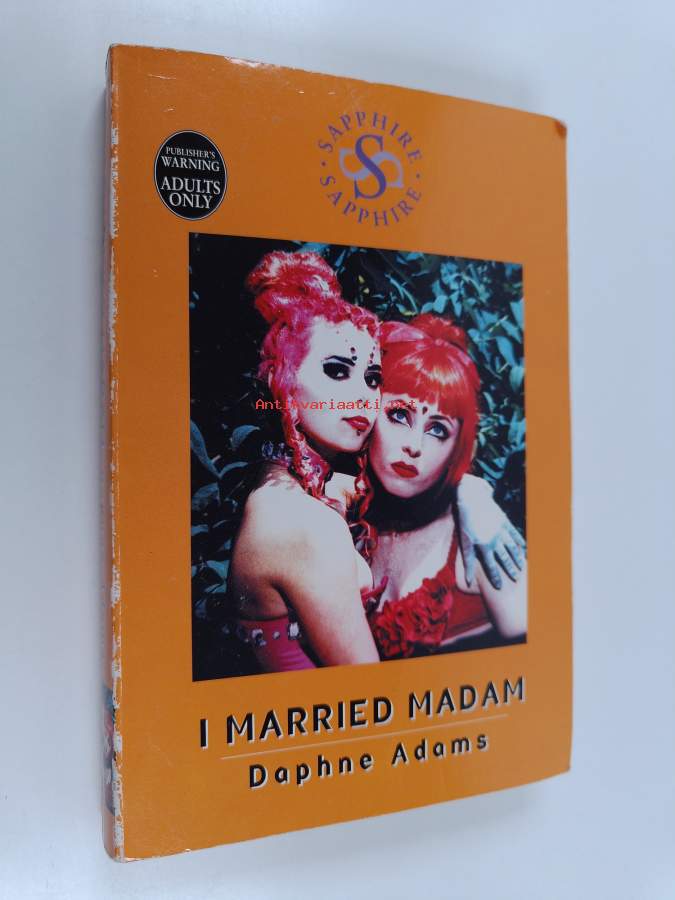 PUBLISHER'S
WARNING
ADULTS
ONLY
· SAPPHIRE ·
S
SAPPHIRE
Antikvariaatti.net
I MARRIED MADAM
Daphne Adams